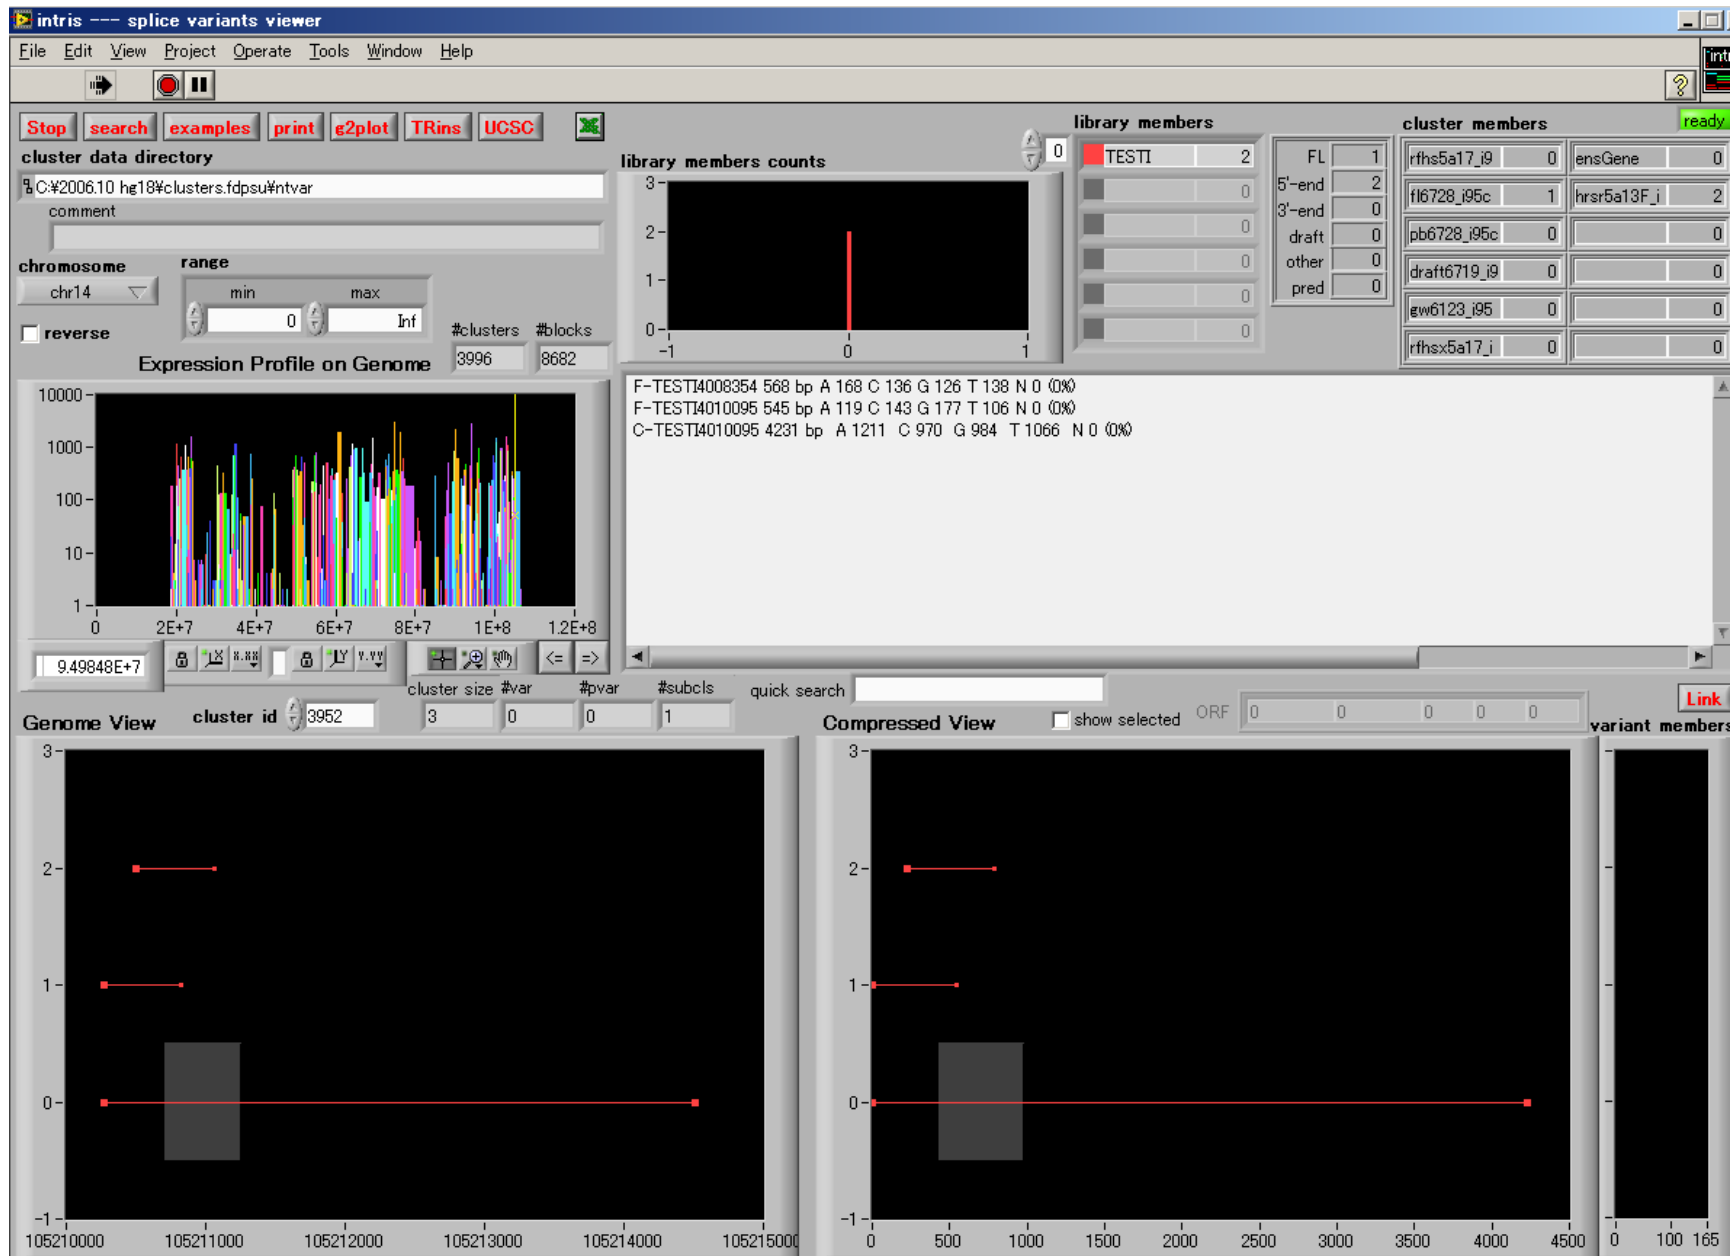 intris --- splice variants viewer
File Edit View Project Operate Tools Window Help
intr
Stop search examples print g2plot TRins UCSC
cluster data directory
C:¥2006.10 hg18¥clusters.fdpsu¥ntvar
comment
chromosome
chr14
range
min max
0 Inf
reverse
#clusters #blocks
3996 8682
Expression Profile on Genome
10000
1000
100
10
1
0 2E+7 4E+7 6E+7 8E+7 1E+8 1.2E+8
9.49848E+7
library members counts
0
3
2
1
0
-1 0 1
library members
TESTI 2
0
0
0
0
0
FL 1
5'-end 2
3'-end 0
draft 0
other 0
pred 0
cluster members
ready
rfhs5a17_i9 0 ensGene 0
fl6728_i95c 1 hrsr5a13F_i 2
pb6728_i95c 0 0
draft6719_i9 0 0
gw6123_i95 0 0
rfhsx5a17_i 0 0
F-TESTI4008354 568 bp A 168 C 136 G 126 T 138 N 0 (0%)
F-TESTI4010095 545 bp A 119 C 143 G 177 T 106 N 0 (0%)
C-TESTI4010095 4231 bp A 1211 C 970 G 984 T 1066 N 0 (0%)
<= =>
Genome View
cluster id 3952
cluster size #var #pvar #subcls
3 0 0 1
quick search
Compressed View
show selected
ORF 0 0 0 0 0
Link
variant members
3
2
1
0
-1
105210000 105211000 105212000 105213000 105214000 105215000
3
2
1
0
-1
0 500 1000 1500 2000 2500 3000 3500 4000 4500
0 100 165